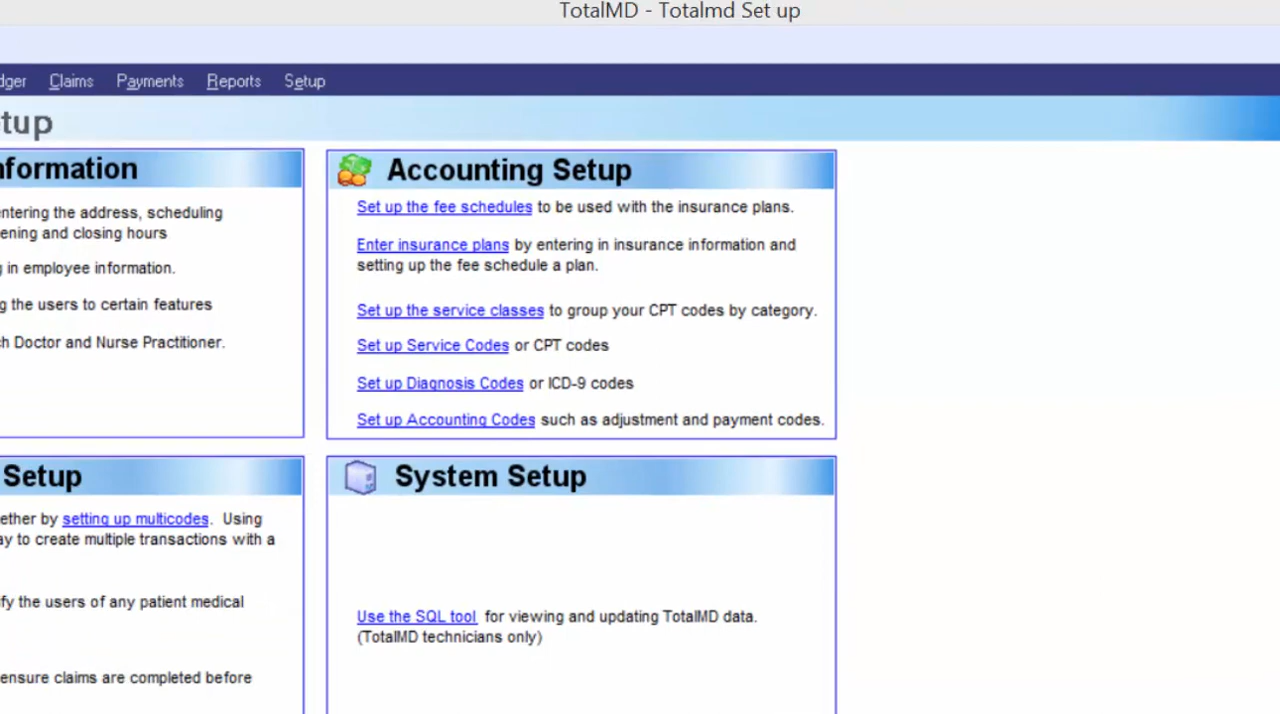 TotalMD - Totalmd Set up
dger Claims Payments Reports Setup
tup
nformation
entering the address, scheduling
ening and closing hours
g in employee information.
g the users to certain features
ch Doctor and Nurse Practitioner.
Accounting Setup
Set up the fee schedules to be used with the insurance plans.
Enter insurance plans by entering in insurance information and
setting up the fee schedule a plan.
Set up the service classes to group your CPT codes by category.
Set up Service Codes or CPT codes
Set up Diagnosis Codes or ICD-9 codes
Set up Accounting Codes such as adjustment and payment codes.
Setup
ether by setting up multicodes. Using
ay to create multiple transactions with a
ify the users of any patient medical
ensure claims are completed before
System Setup
Use the SQL tool for viewing and updating TotalMD data.
(TotalMD technicians only)